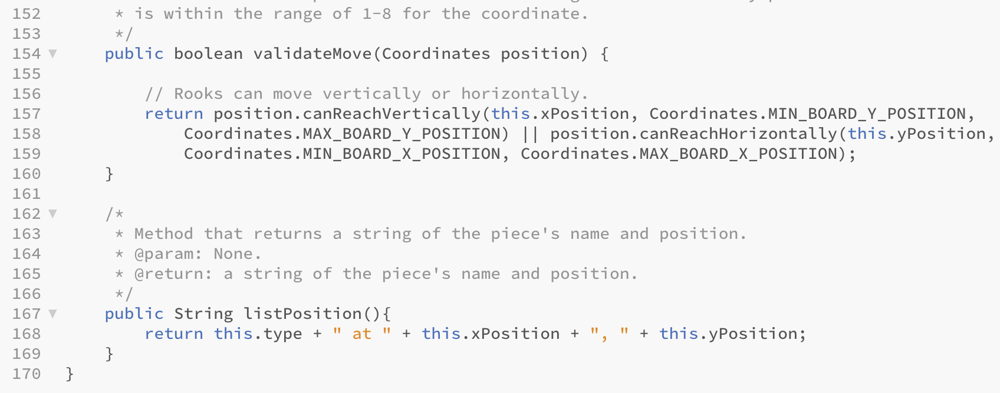 152 * is within the range of 1-8 for the coordinate.
153 */
154 public boolean validateMove(Coordinates position) {
155
156 // Rooks can move vertically or horizontally.
157 return position.canReachVertically(this.xPosition, Coordinates.MIN_BOARD_Y_POSITION,
158 Coordinates.MAX_BOARD_Y_POSITION) || position.canReachHorizontally(this.yPosition,
159 Coordinates.MIN_BOARD_X_POSITION, Coordinates.MAX_BOARD_X_POSITION);
160 }
161
162 /*
163 * Method that returns a string of the piece's name and position.
164 * @param: None.
165 * @return: a string of the piece's name and position.
166 */
167 public String listPosition(){
168 return this.type + " at " + this.xPosition + ", " + this.yPosition;
169 }
170 }